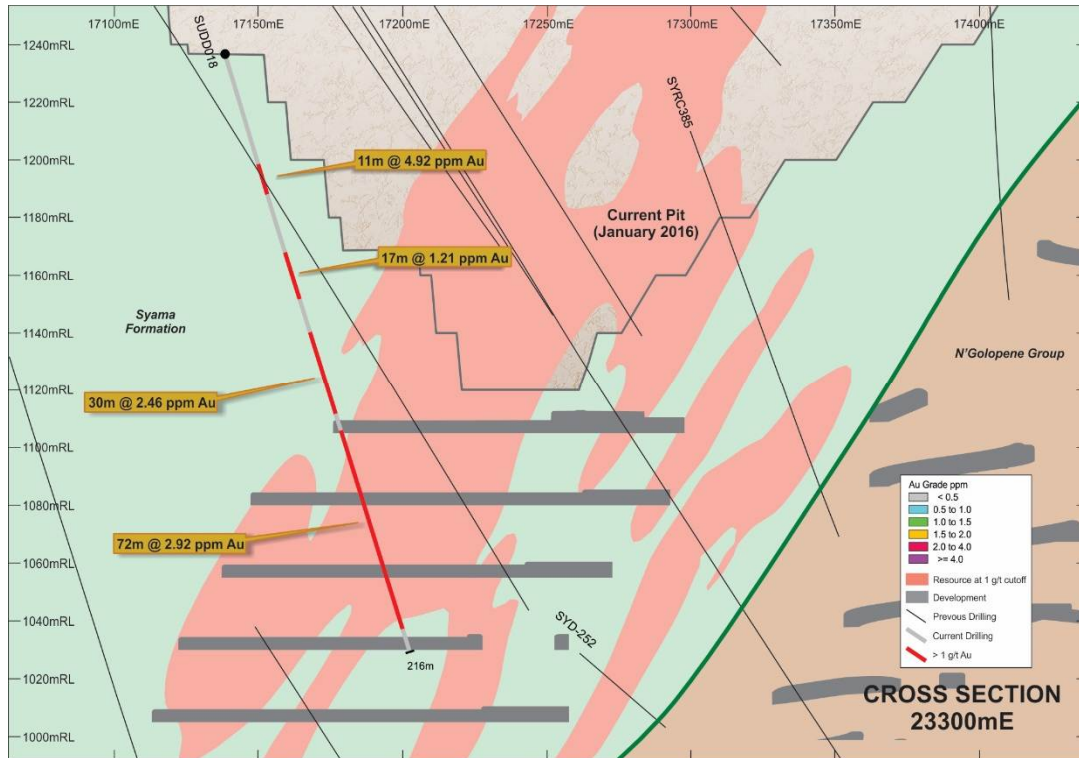 17100mE
17150mE
17200mE
17250mE
17300mE
17350mE
17400mE
1240mRL
1220mRL
1200mRL
1180mRL
1160mRL
1140mRL
1120mRL
1100mRL
1080mRL
1060mRL
1040mRL
1020mRL
1000mRL
SUDD018
SYRC385
11m @ 4.92 ppm Au
Current Pit
(January 2016)
17m @ 1.21 ppm Au
Syama
Formation
N'Golopene Group
30m @ 2.46 ppm Au
72m @ 2.92 ppm Au
SYD-252
216m
Au Grade ppm
< 0.5
0.5 to 1.0
1.0 to 1.5
1.5 to 2.0
2.0 to 4.0
>= 4.0
Resource at 1 g/t cutoff
Development
Prevous Drilling
Current Drilling
> 1 g/t Au
CROSS SECTION
23300mE